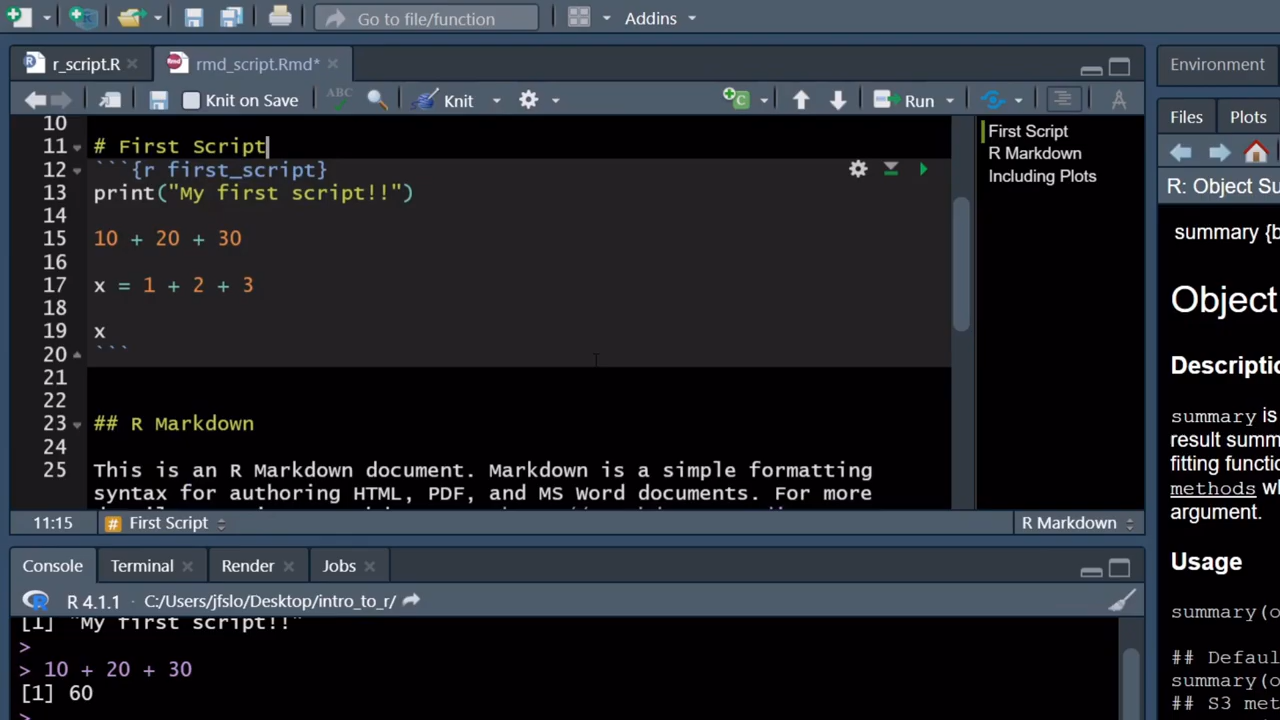 Go to file/function
Addins
r_script.R
rmd_script.Rmd*
Environment
Knit on Save
ABC
Knit
Run
Files
Plots
10
11 # First Script
12 ```{r first_script}
13 print("My first script!!")
14
15 10 + 20 + 30
16
17 x = 1 + 2 + 3
18
19 x
20 ```
21
22
23 ## R Markdown
24
25 This is an R Markdown document. Markdown is a simple formatting
syntax for authoring HTML, PDF, and MS Word documents. For more
First Script
R Markdown
Including Plots
11:15 # First Script
R Markdown
Console
Terminal
Render
Jobs
R 4.1.1 C:/Users/jfslo/Desktop/intro_to_r/
[1] "My first script!!"
>
> 10 + 20 + 30
[1] 60
>
R: Object Su
summary {b
Object
Descriptio
summary is
result summ
fitting functio
methods w
argument.
Usage
summary(o
## Defaul
summary(o
## S3 met